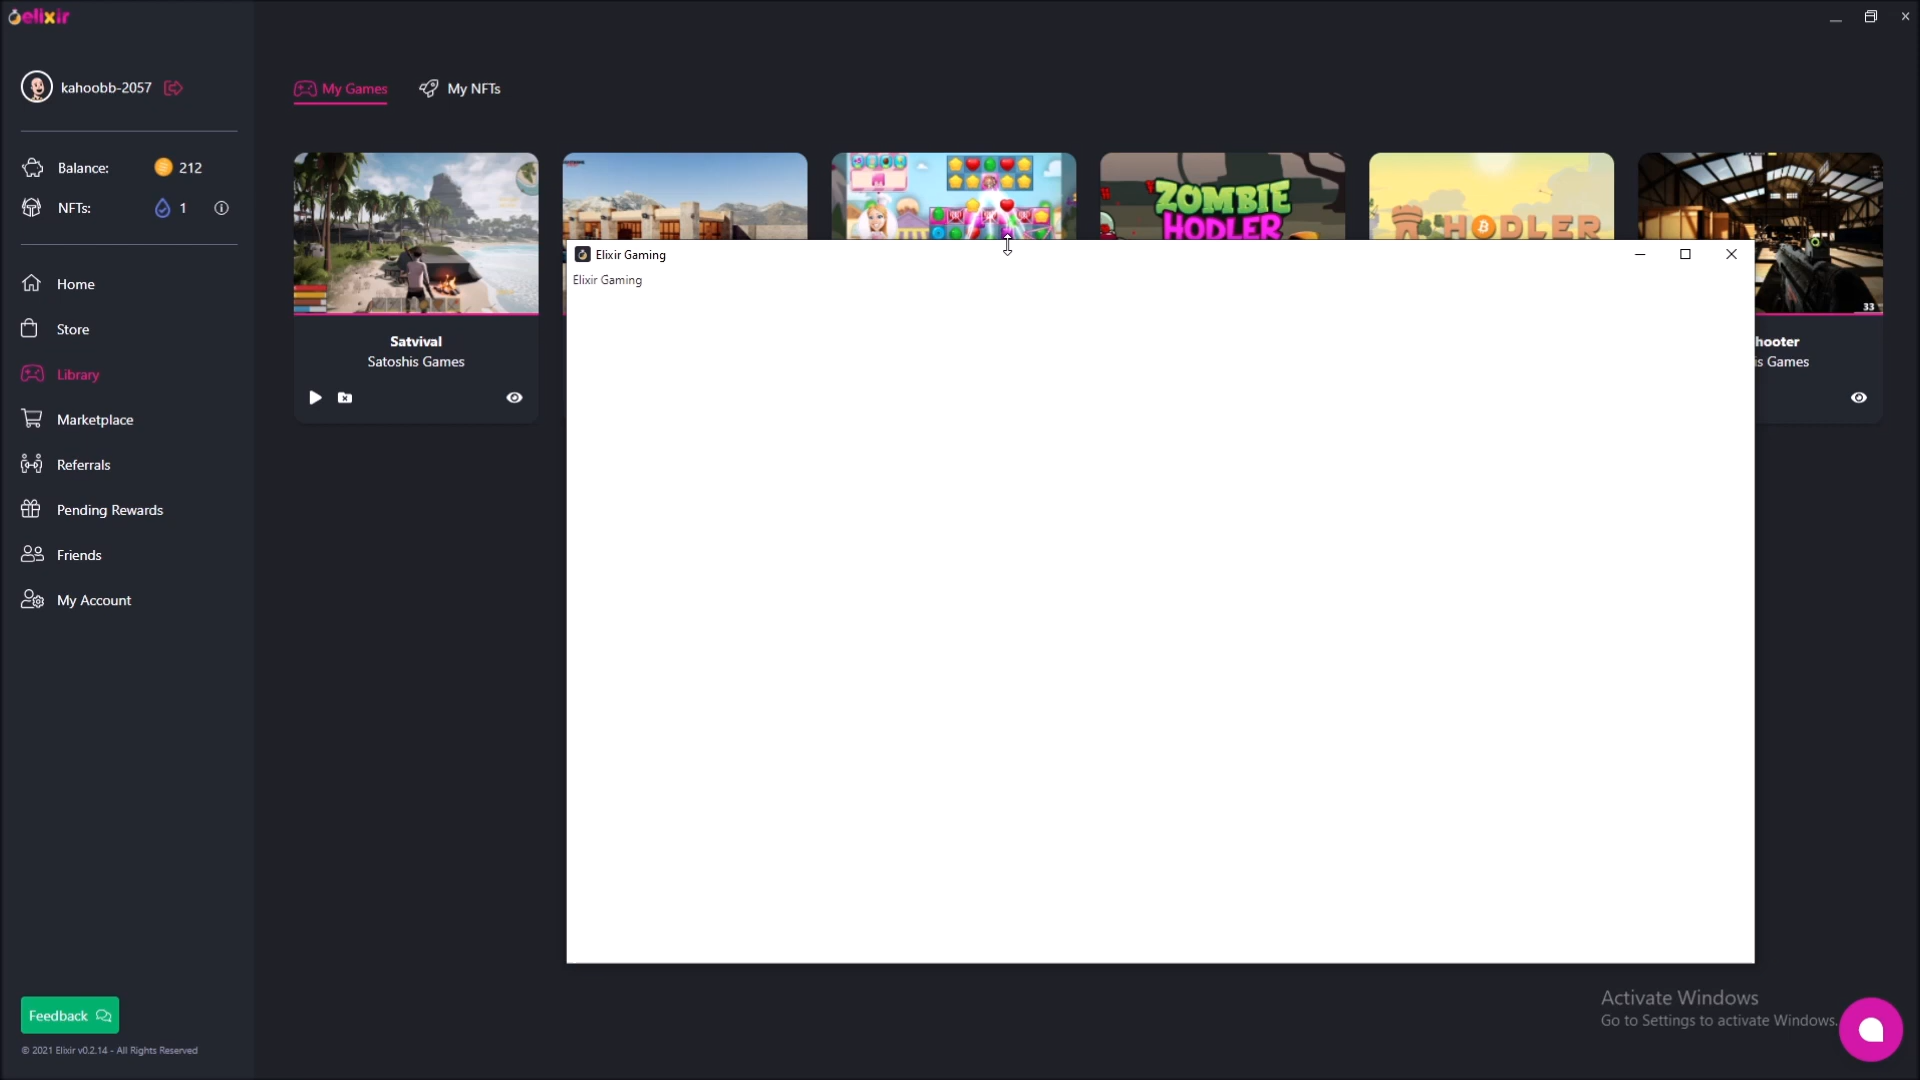 elixir
kahoobb-2057
Balance:
212
NFTs:
1
Home
Store
Library
Marketplace
Referrals
Pending Rewards
Friends
My Account
Feedback
© 2021 Elixir v0.2.14 - All Rights Reserved
My Games
My NFTs
ZOMBIE
HODLER
HODLER
33
Satvival
Satoshis Games
hooter
is Games
Elixir Gaming
Elixir Gaming
Activate Windows
Go to Settings to activate Windows.